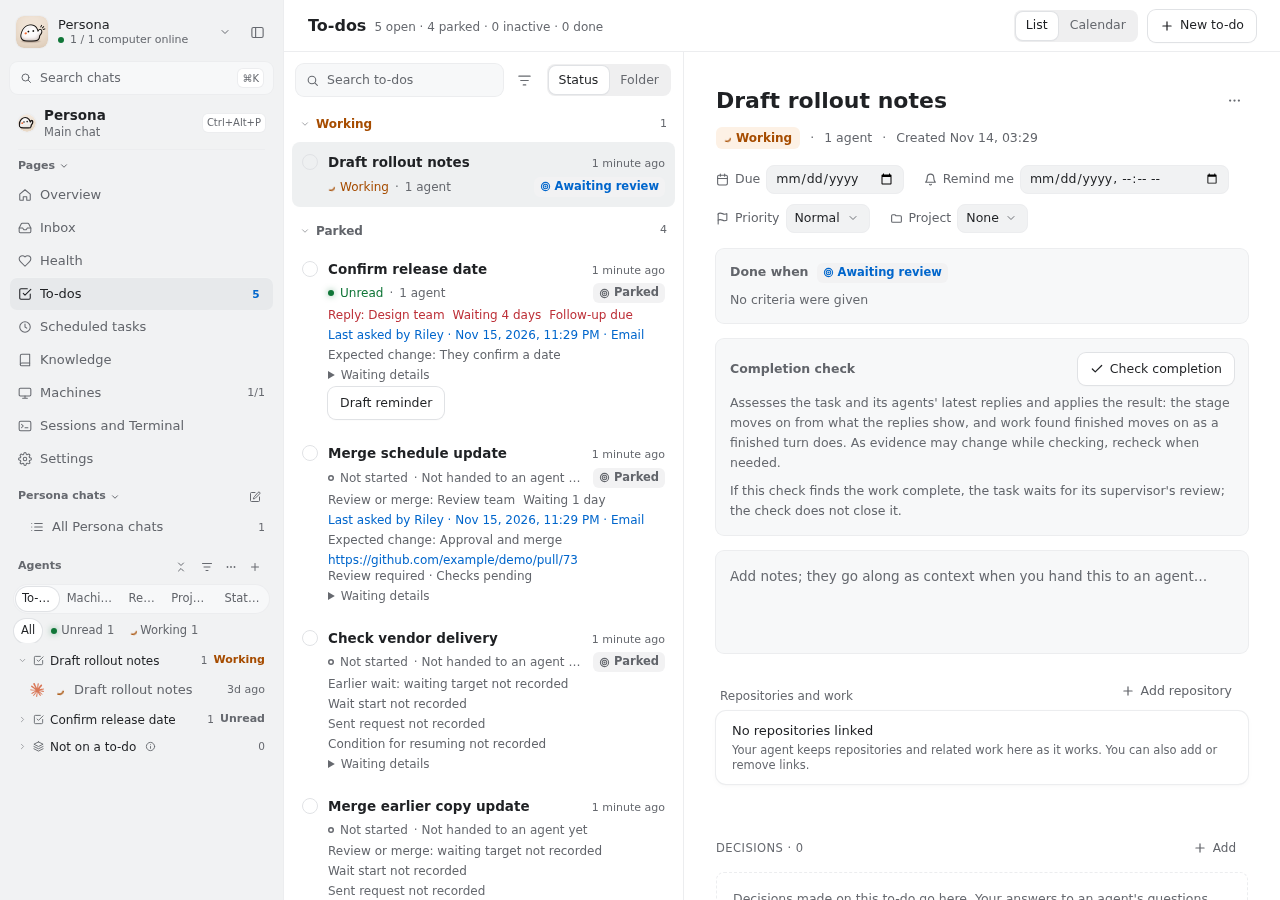 Persona
1 / 1 computer online
Search chats
⌘K
Persona
Main chat
Ctrl+Alt+P
Pages
Overview
Inbox
Health
To-dos
5
Scheduled tasks
Knowledge
Machines
1/1
Sessions and Terminal
Settings
Persona chats
All Persona chats
1
Agents
To-…
Machi…
Re…
Proj…
Stat…
All
Unread 1
Working 1
Draft rollout notes
1 Working
Draft rollout notes
3d ago
Confirm release date
1 Unread
Not on a to-do
0
To-dos
5 open · 4 parked · 0 inactive · 0 done
List
Calendar
New to-do
Search to-dos
Status
Folder
Working
1
Draft rollout notes
1 minute ago
Working · 1 agent
Awaiting review
Parked
4
Confirm release date
1 minute ago
Unread · 1 agent
Parked
Reply: Design team Waiting 4 days Follow-up due
Last asked by Riley · Nov 15, 2026, 11:29 PM · Email
Expected change: They confirm a date
Waiting details
Draft reminder
Merge schedule update
1 minute ago
Not started · Not handed to an agent …
Parked
Review or merge: Review team Waiting 1 day
Last asked by Riley · Nov 15, 2026, 11:29 PM · Email
Expected change: Approval and merge
https://github.com/example/demo/pull/73
Review required · Checks pending
Waiting details
Check vendor delivery
1 minute ago
Not started · Not handed to an agent …
Parked
Earlier wait: waiting target not recorded
Wait start not recorded
Sent request not recorded
Condition for resuming not recorded
Waiting details
Merge earlier copy update
1 minute ago
Not started · Not handed to an agent yet
Review or merge: waiting target not recorded
Wait start not recorded
Sent request not recorded
Draft rollout notes
Working · 1 agent · Created Nov 14, 03:29
Due
mm/dd/yyyy
Remind me
mm/dd/yyyy, --:-- --
Priority
Normal
Project
None
Done when
Awaiting review
No criteria were given
Completion check
Check completion
Assesses the task and its agents' latest replies and applies the result: the stage
moves on from what the replies show, and work found finished moves on as a
finished turn does. As evidence may change while checking, recheck when
needed.
If this check finds the work complete, the task waits for its supervisor's review;
the check does not close it.
Add notes; they go along as context when you hand this to an agent…
Repositories and work
Add repository
No repositories linked
Your agent keeps repositories and related work here as it works. You can also add or
remove links.
DECISIONS · 0
Add
Decisions made on this to-do go here. Your answers to an agent's questions